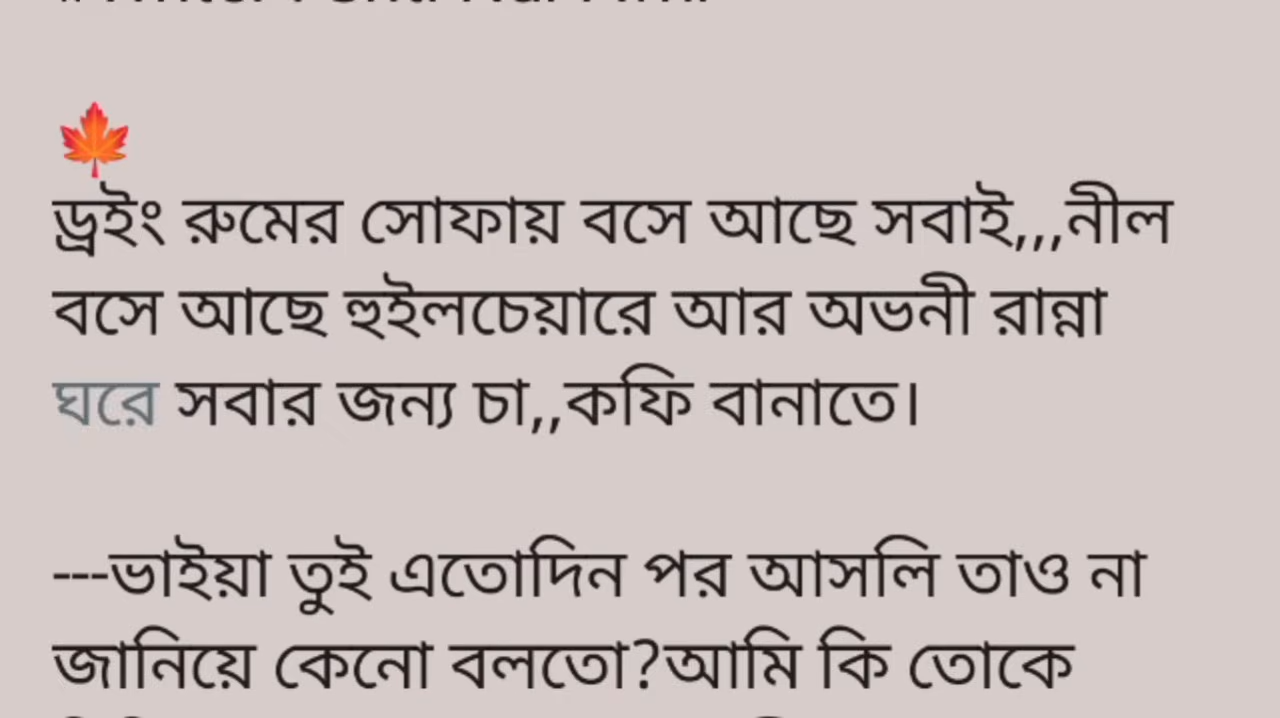 🍁
ড্রইং রুমের সোফায় বসে আছে সবাই,,,নীল
বসে আছে হুইলচেয়ারে আর অভনী রান্না
ঘরে সবার জন্য চা,,কফি বানাতে।
---ভাইয়া তুই এতোদিন পর আসলি তাও না
জানিয়ে কেনো বলতো?আমি কি তোকে